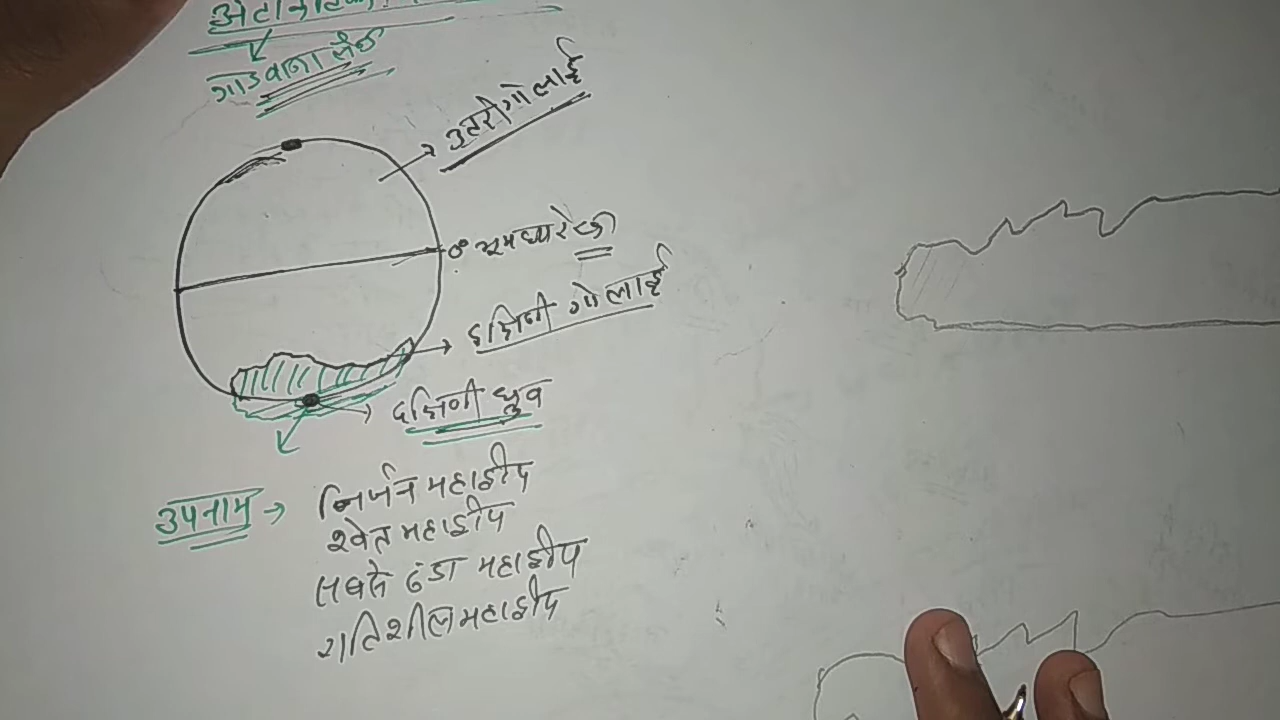 गोडवाना लैंड
उत्तरी गोलार्द्ध
0° भूमध्य रेखा
दक्षिणी गोलार्द्ध
दक्षिणी ध्रुव
उपनाम → निर्जन महाद्वीप
श्वेत महाद्वीप
सबसे ठंडा महाद्वीप
गतिशील महाद्वीप